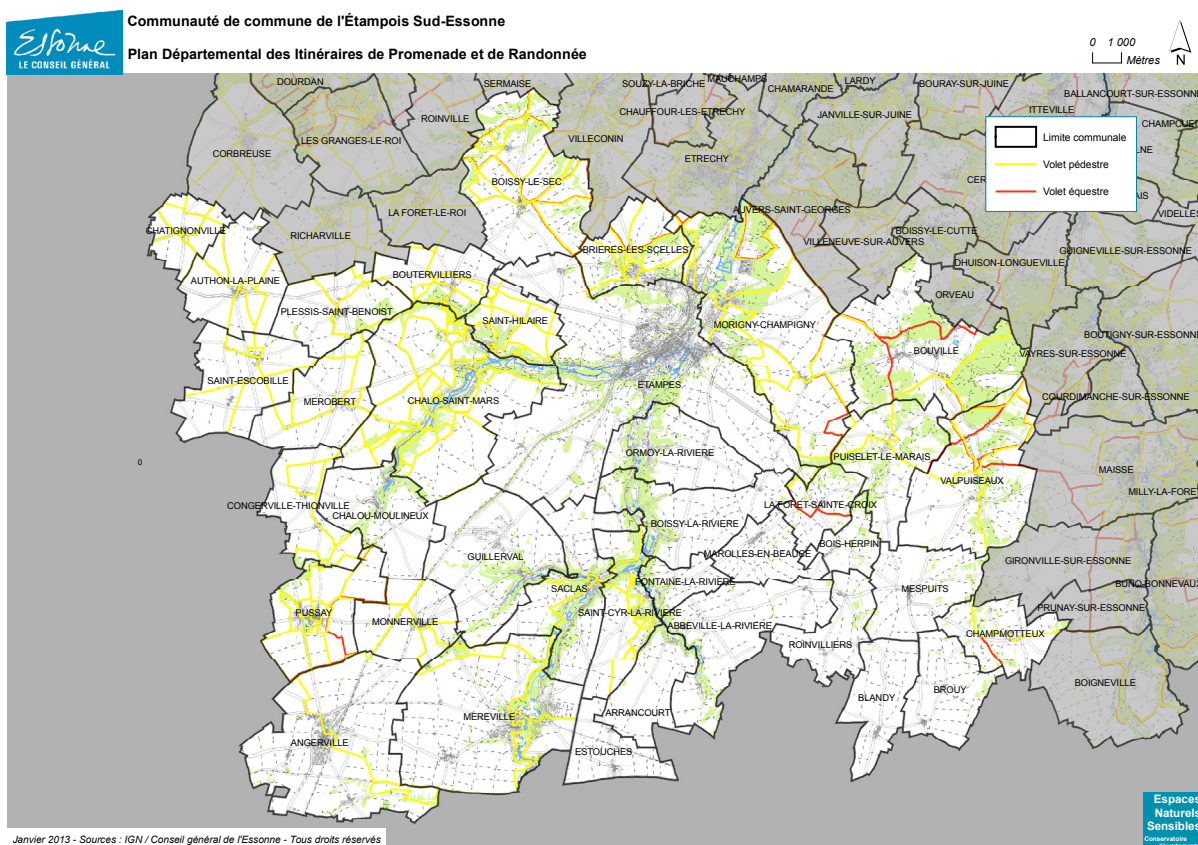 Essonne
LE CONSEIL GÉNÉRAL
Communauté de commune de l'Étampois Sud-Essonne
Plan Départemental des Itinéraires de Promenade et de Randonnée
0 1 000
Mètres N
Limite communale
Volet pédestre
Volet équestre
DOURDAN
SERMAISE
SOUZY-LA-BRICHE
MAUCHAMPS
LARDY
BOURAY-SUR-JUINE
CHAMARANDE
BALLANCOURT-SUR-ESSONNE
ITTEVILLE
CHAUFFOUR-LES-ETRECHY
JANVILLE-SUR-JUINE
ROINVILLE
LES GRANGES-LE-ROI
VILLECONIN
CORBREUSE
ETRECHY
CER
AIS
LNE
BOISSY-LE-SEC
LA FORET-LE-ROI
AUVERS-SAINT-GEORGES
VIDELLES
CHATIGNONVILLE
RICHARVILLE
BOISSY-LE-CUTTE
VILLENEUVE-SUR-AUVERS
BRIERES-LES-SCELLES
GUIGNEVILLE-SUR-ESSONNE
DHUISON-LONGUEVILLE
BOUTERVILLIERS
AUTHON-LA-PLAINE
ORVEAU
PLESSIS-SAINT-BENOIST
SAINT-HILAIRE
MORIGNY-CHAMPIGNY
BOUTIGNY-SUR-ESSONNE
BOUVILLE
VAYRES-SUR-ESSONNE
SAINT-ESCOBILLE
ETAMPES
MEROBERT
CHALO-SAINT-MARS
COURDIMANCHE-SUR-ESSONNE
ORMOY-LA-RIVIERE
PUISELET-LE-MARAIS
0
MAISSE
VALPUISEAUX
MILLY-LA-FORET
CONGERVILLE-THIONVILLE
LA FORET-SAINTE-CROIX
CHALOU-MOULINEUX
BOISSY-LA-RIVIERE
BOIS-HERPIN
MAROLLES-EN-BEAUCE
GUILLERVAL
GIRONVILLE-SUR-ESSONNE
FONTAINE-LA-RIVIERE
BUNO-BONNEVAUX
SACLAS
MESPUITS
PRUNAY-SUR-ESSONNE
PUSSAY
SAINT-CYR-LA-RIVIERE
MONNERVILLE
ABBEVILLE-LA-RIVIERE
CHAMPMOTTEUX
ROINVILLIERS
BOIGNEVILLE
BROUY
BLANDY
ARRANCOURT
MEREVILLE
ANGERVILLE
ESTOUCHES
Espaces
Naturels
Sensibles
Conservatoire
Janvier 2013 - Sources : IGN / Conseil général de l'Essonne - Tous droits réservés